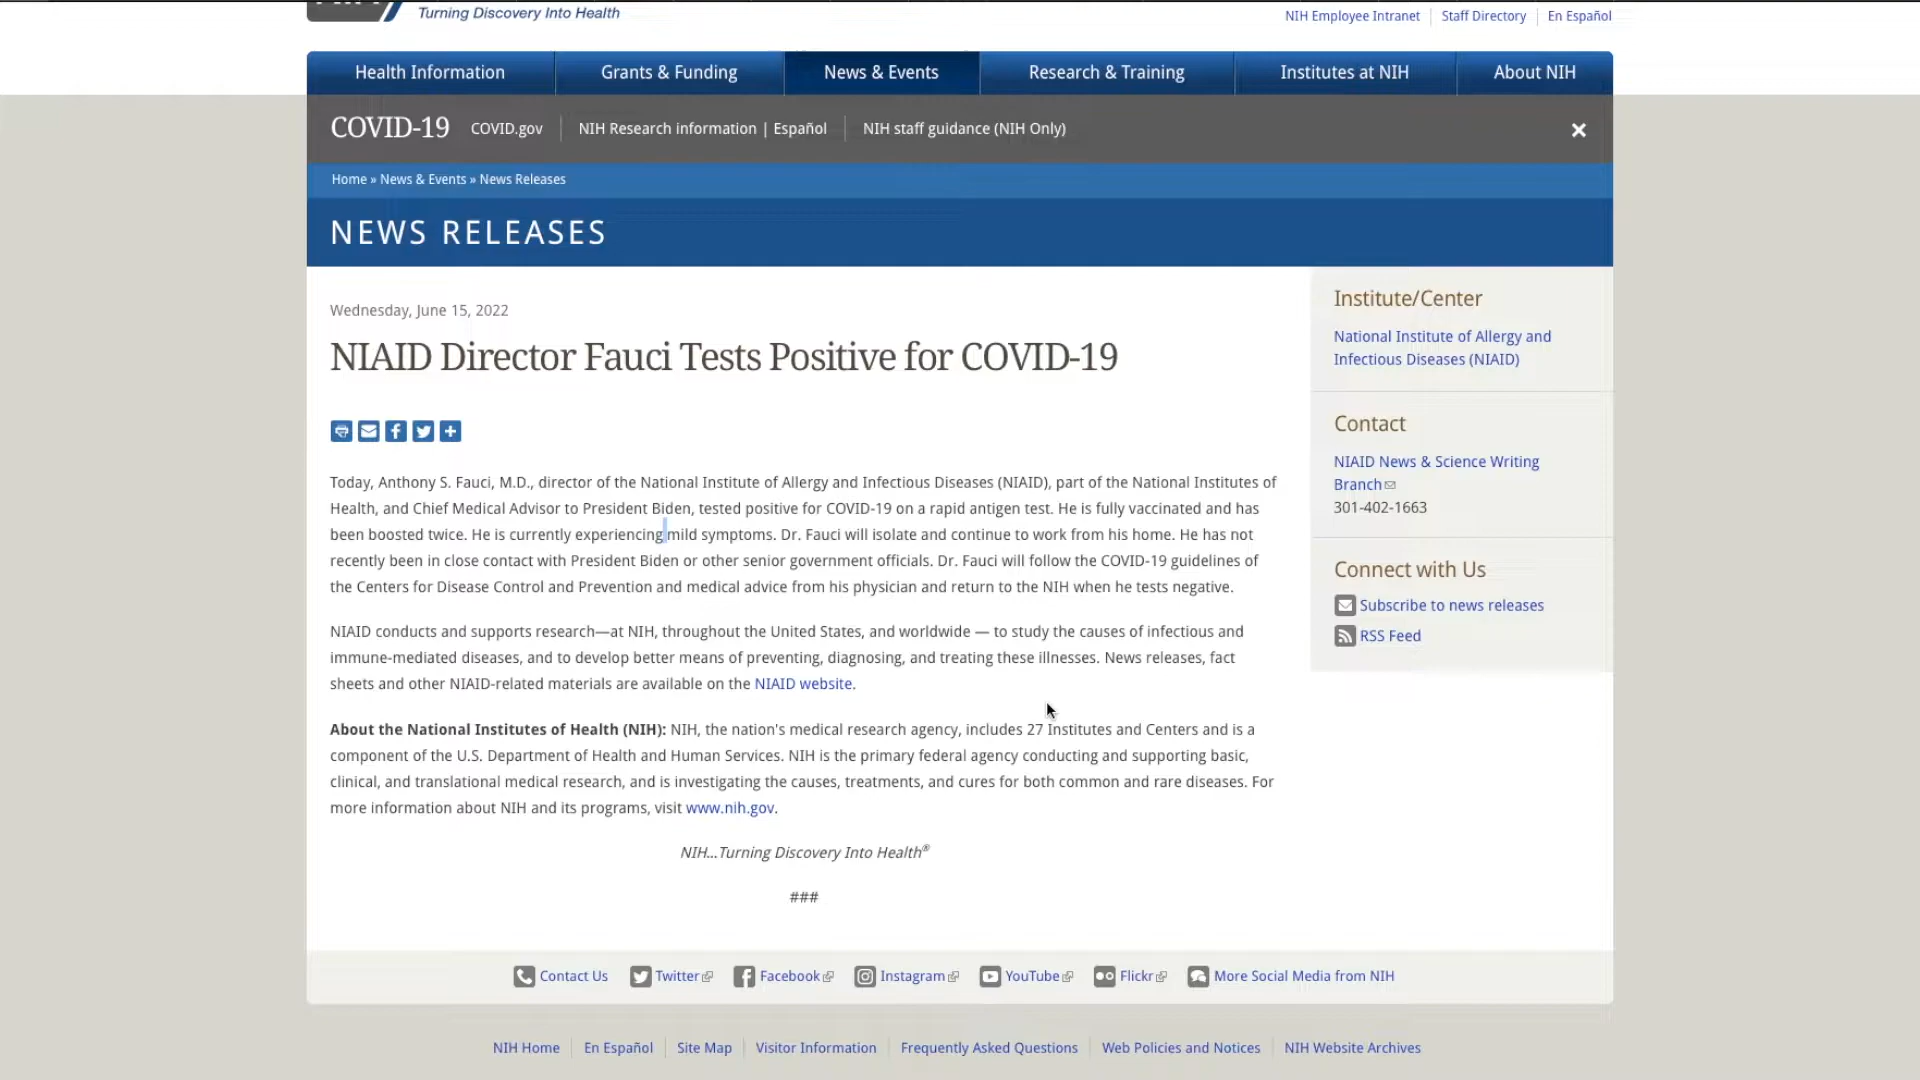 Turning Discovery Into Health
NIH Employee Intranet
Staff Directory
En Español
Health Information
Grants & Funding
News & Events
Research & Training
Institutes at NIH
About NIH
COVID-19
COVID.gov
NIH Research information | Español
NIH staff guidance (NIH Only)
Home » News & Events » News Releases
NEWS RELEASES
Wednesday, June 15, 2022
NIAID Director Fauci Tests Positive for COVID-19
Today, Anthony S. Fauci, M.D., director of the National Institute of Allergy and Infectious Diseases (NIAID), part of the National Institutes of
Health, and Chief Medical Advisor to President Biden, tested positive for COVID-19 on a rapid antigen test. He is fully vaccinated and has
been boosted twice. He is currently experiencing mild symptoms. Dr. Fauci will isolate and continue to work from his home. He has not
recently been in close contact with President Biden or other senior government officials. Dr. Fauci will follow the COVID-19 guidelines of
the Centers for Disease Control and Prevention and medical advice from his physician and return to the NIH when he tests negative.
NIAID conducts and supports research—at NIH, throughout the United States, and worldwide — to study the causes of infectious and
immune-mediated diseases, and to develop better means of preventing, diagnosing, and treating these illnesses. News releases, fact
sheets and other NIAID-related materials are available on the NIAID website.
About the National Institutes of Health (NIH): NIH, the nation's medical research agency, includes 27 Institutes and Centers and is a
component of the U.S. Department of Health and Human Services. NIH is the primary federal agency conducting and supporting basic,
clinical, and translational medical research, and is investigating the causes, treatments, and cures for both common and rare diseases. For
more information about NIH and its programs, visit www.nih.gov.
NIH…Turning Discovery Into Health®
###
Institute/Center
National Institute of Allergy and
Infectious Diseases (NIAID)
Contact
NIAID News & Science Writing
Branch
301-402-1663
Connect with Us
Subscribe to news releases
RSS Feed
Contact Us
Twitter
Facebook
Instagram
YouTube
Flickr
More Social Media from NIH
NIH Home
En Español
Site Map
Visitor Information
Frequently Asked Questions
Web Policies and Notices
NIH Website Archives